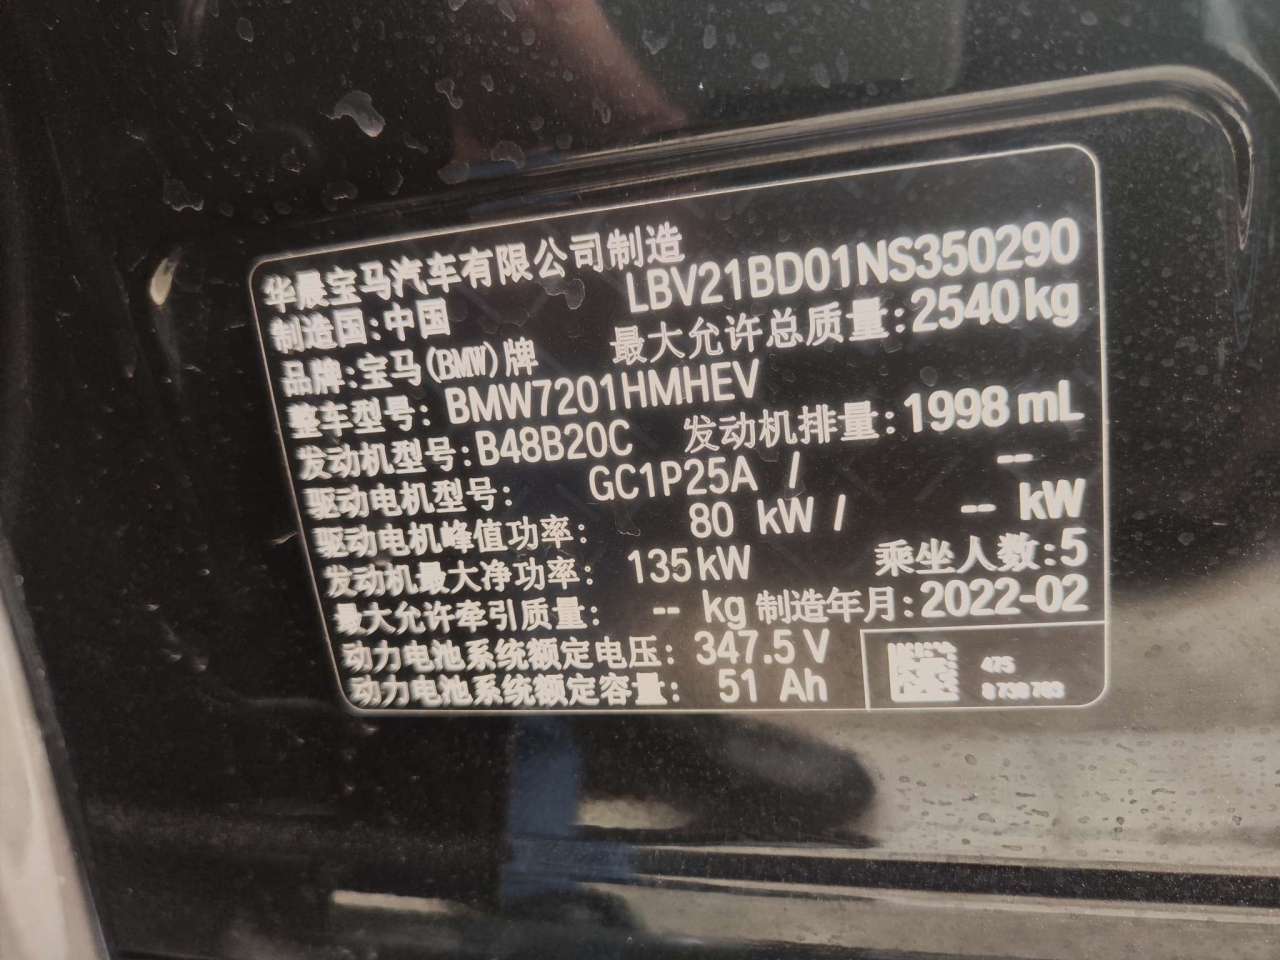 华晨宝马汽车有限公司制造
LBV21BD01NS350290
制造国:中国
最大允许总质量:2540kg
品牌:宝马(BMW)牌
整车型号:BMW7201HMHEV
发动机型号:B48B20C 发动机排量:1998mL
驱动电机型号: GC1P25A / --
驱动电机峰值功率: 80 kW / -- kW
发动机最大净功率: 135kW 乘坐人数:5
最大允许牵引质量: -- kg 制造年月:2022-02
动力电池系统额定电压: 347.5 V
动力电池系统额定容量: 51 Ah
475
8 738 703